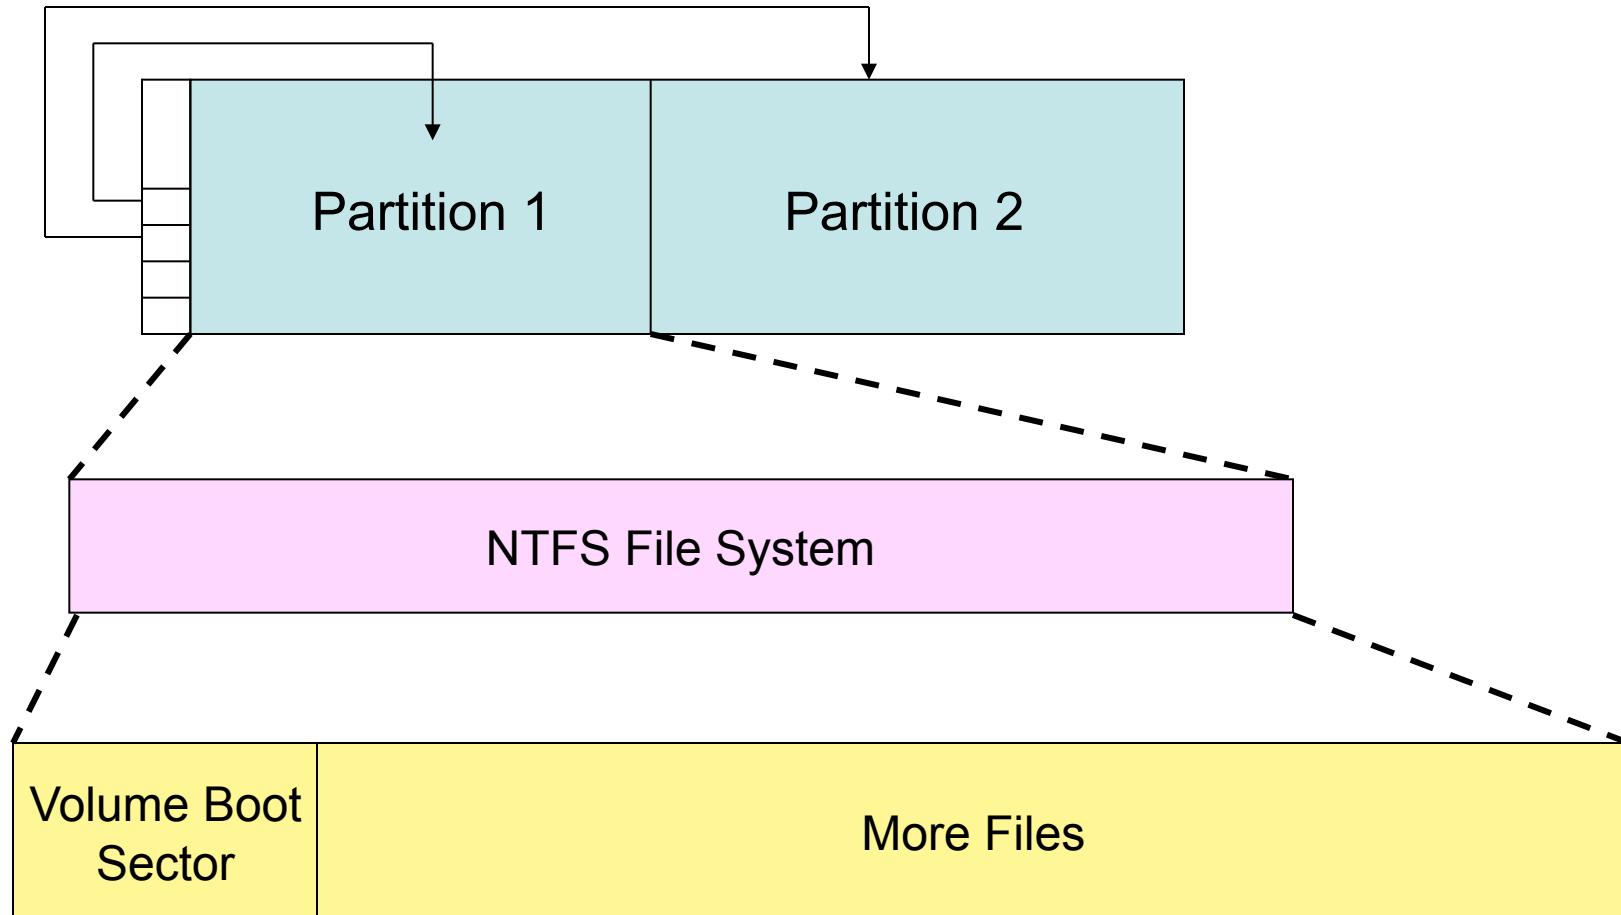 Partition 1
Partition 2
NTFS File System
Volume Boot
Sector
More Files